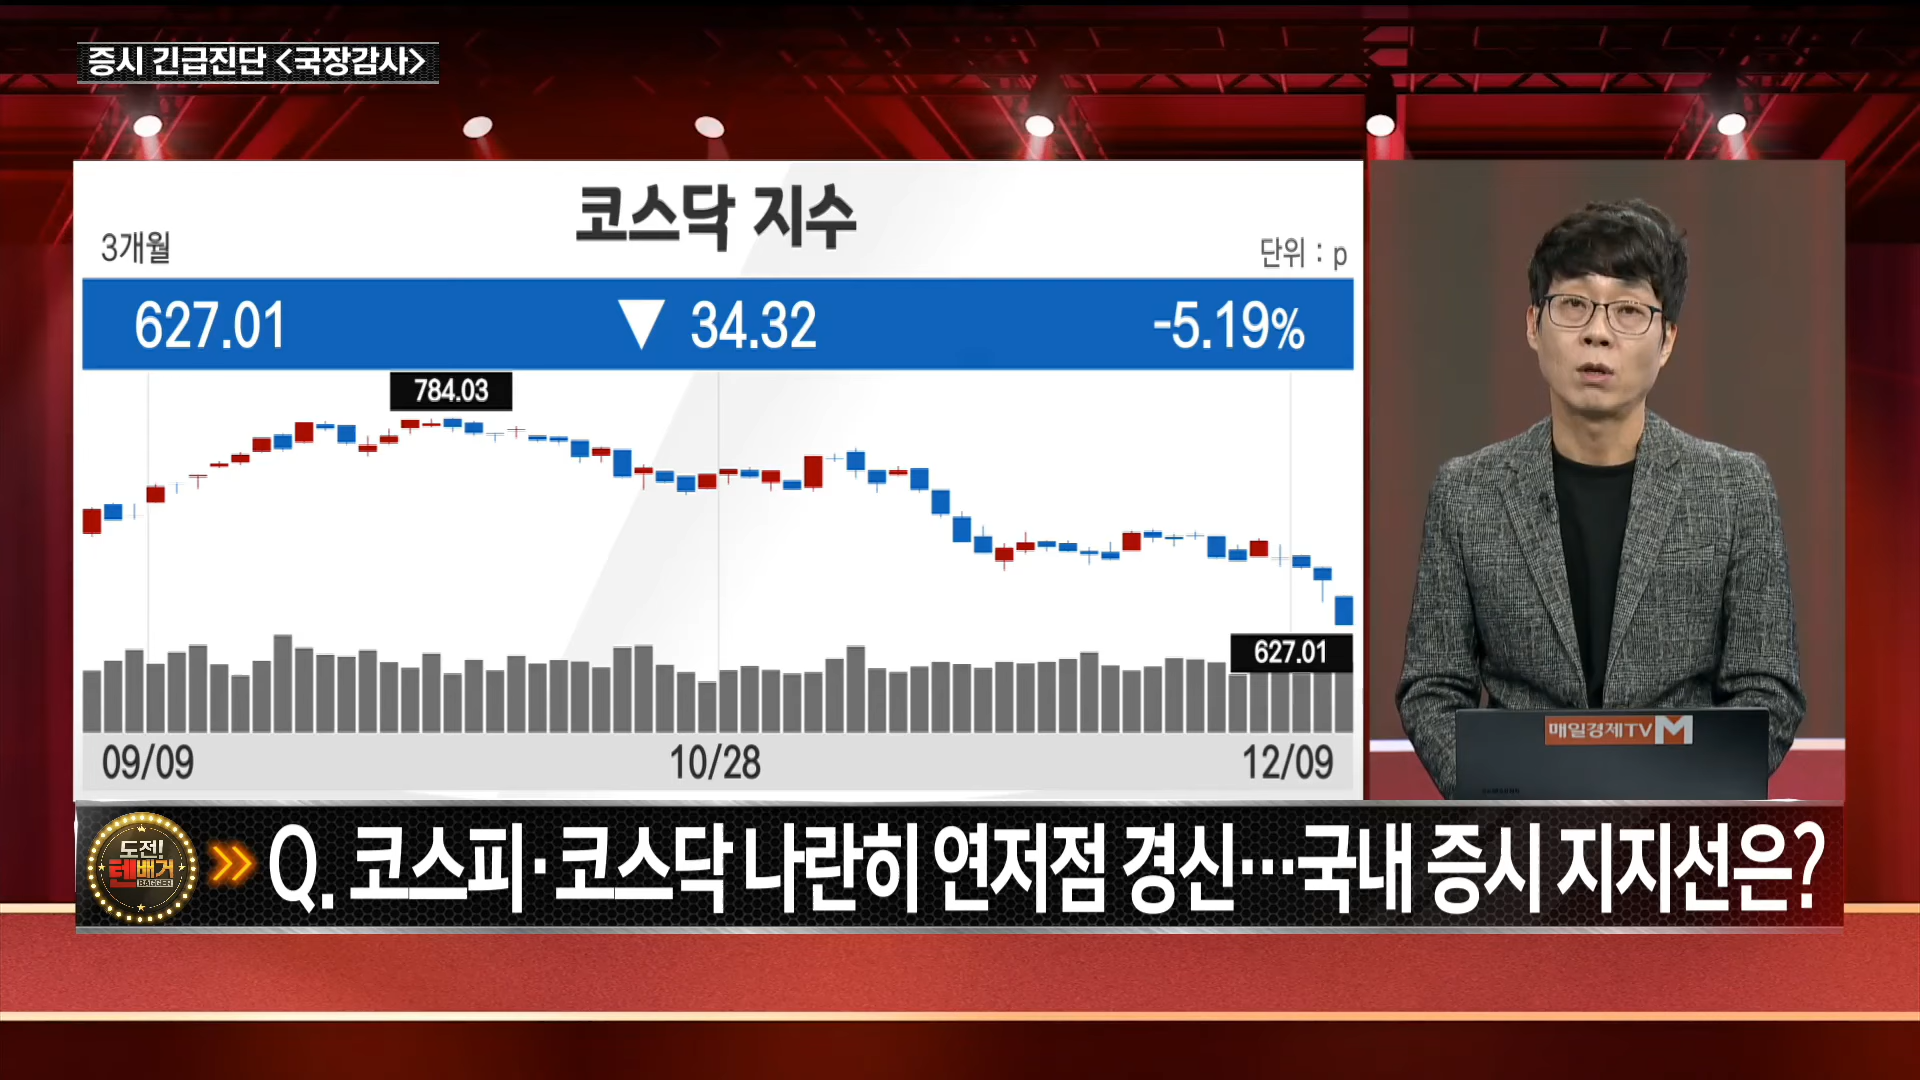 증시 긴급진단 <국장감사>
코스닥 지수
3개월
단위 : p
627.01 ▼ 34.32 -5.19%
784.03
627.01
09/09 10/28 12/09
매일경제TV M
SAMSUNG
도전!
텐배거
BAGGER
Q. 코스피·코스닥 나란히 연저점 경신…국내 증시 지지선은?